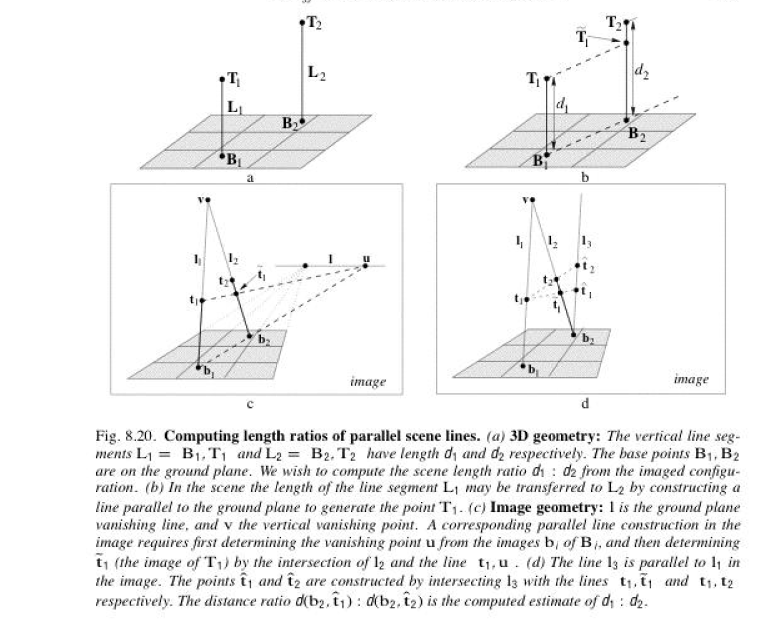 T₂
T₁
L₂
L₁
B₂
B₁
a
T₂
T̃₁
T₁
d₂
d₁
B₂
B₁
b
v
l₁
l₂
t₂
t̃₁
l
u
t₁
b₂
b₁
image
c
v
l₁
l₂
l₃
t̂₂
t₂
t₁
t̃₁
t̂₁
b₂
b₁
image
d
Fig. 8.20. Computing length ratios of parallel scene lines. (a) 3D geometry: The vertical line seg-
ments L₁ = B₁, T₁ and L₂ = B₂, T₂ have length d₁ and d₂ respectively. The base points B₁, B₂
are on the ground plane. We wish to compute the scene length ratio d₁ : d₂ from the imaged configu-
ration. (b) In the scene the length of the line segment L₁ may be transferred to L₂ by constructing a
line parallel to the ground plane to generate the point T₁. (c) Image geometry: l is the ground plane
vanishing line, and v the vertical vanishing point. A corresponding parallel line construction in the
image requires first determining the vanishing point u from the images bᵢ of Bᵢ, and then determining
t̃₁ (the image of T₁) by the intersection of l₂ and the line t₁, u . (d) The line l₃ is parallel to l₁ in
the image. The points t̂₁ and t̂₂ are constructed by intersecting l₃ with the lines t₁, t̃₁ and t₁, t₂
respectively. The distance ratio d(b₂, t̂₁) : d(b₂, t̂₂) is the computed estimate of d₁ : d₂.